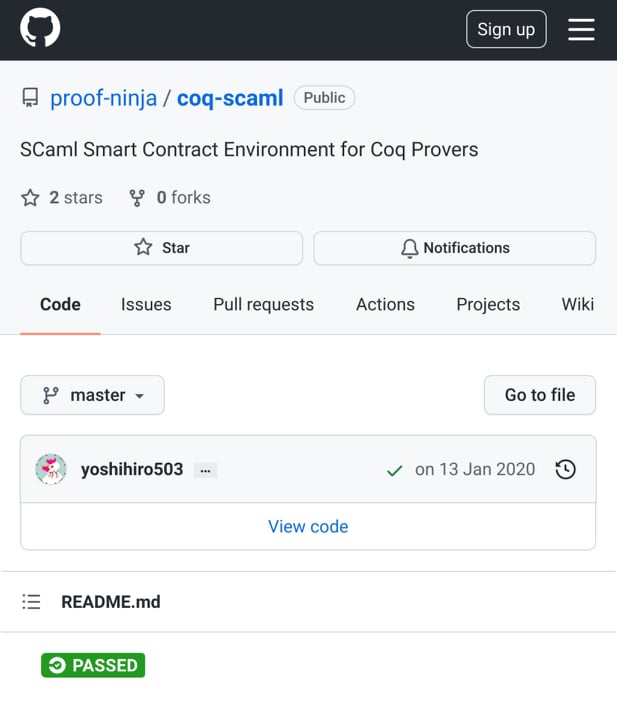 Sign up
proof-ninja / coq-scaml Public
SCaml Smart Contract Environment for Coq Provers
2 stars 0 forks
Star Notifications
Code Issues Pull requests Actions Projects Wiki
master Go to file
yoshihiro503 ... on 13 Jan 2020
View code
README.md
PASSED